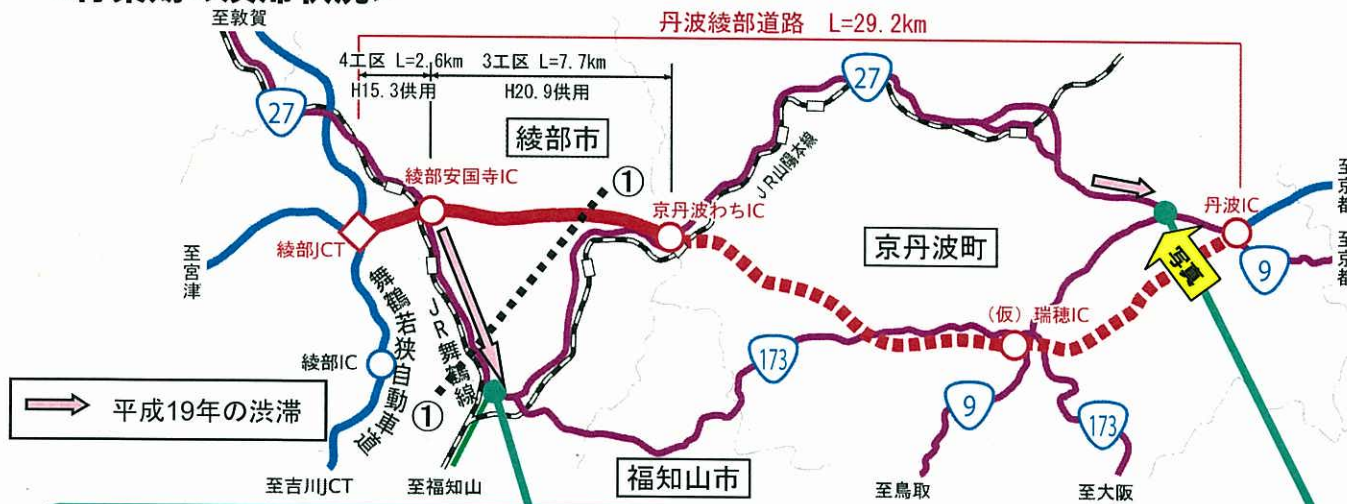 至敦賀
丹波綾部道路 L=29.2km
4工区 L=2.6km
3工区 L=7.7km
H15.3供用
H20.9供用
27
27
綾部市
JR山陰本線
至京都
綾部安国寺IC
①
京丹波わちIC
丹波IC
綾部JCT
京丹波町
至宮津
写真
9
至京都
舞鶴若狭自動車道
JR舞鶴線
(仮)瑞穂IC
綾部IC
173
①
平成19年の渋滞
9
173
福知山市
至吉川JCT
至福知山
至鳥取
至大阪